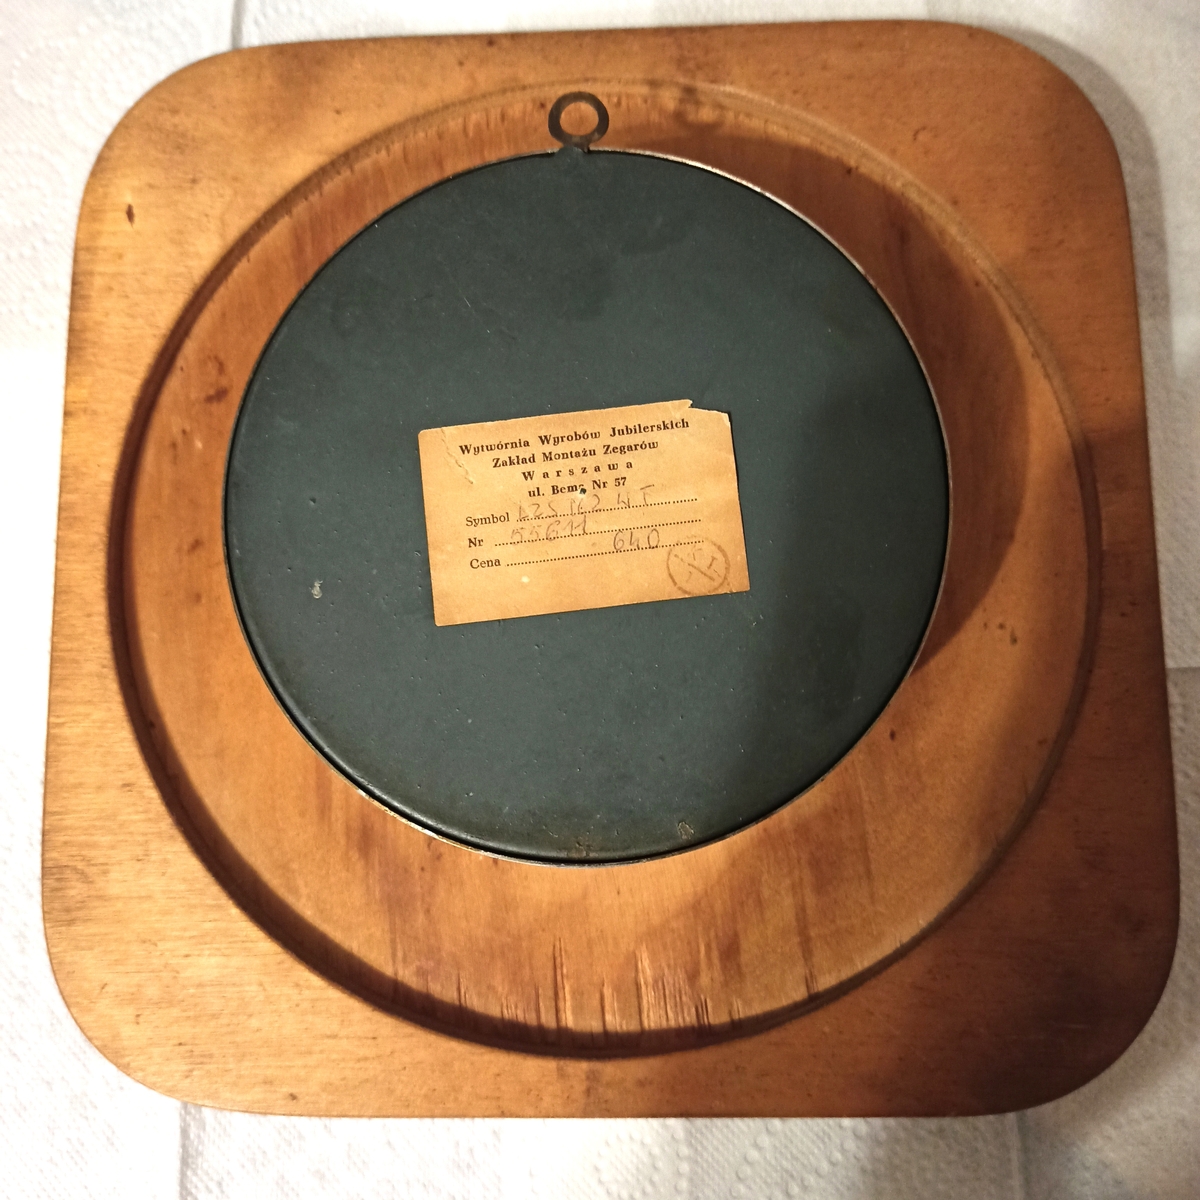 Wytwórnia Wyrobów Jubilerskich
Zakład Montażu Zegarów
Warszawa
ul. Bema Nr 57
Symbol
Nr 55611
Cena 640